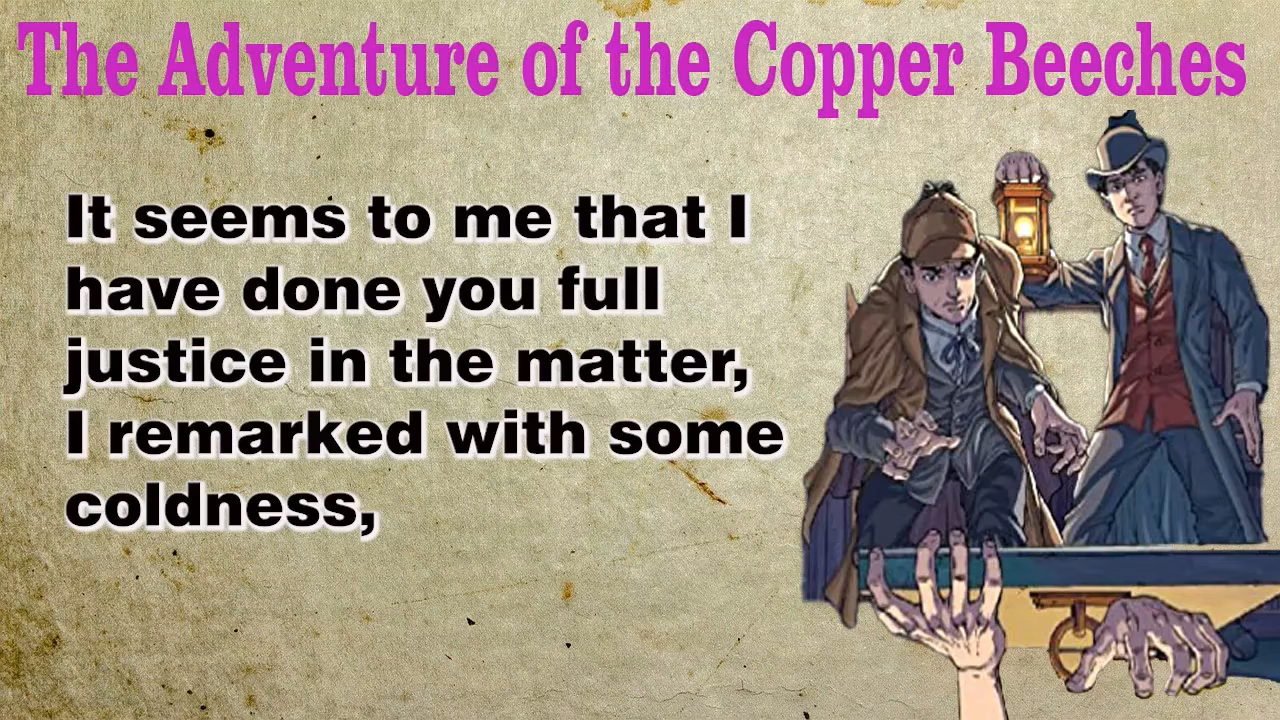 The Adventure of the Copper Beeches
It seems to me that I
have done you full
justice in the matter,
I remarked with some
coldness,